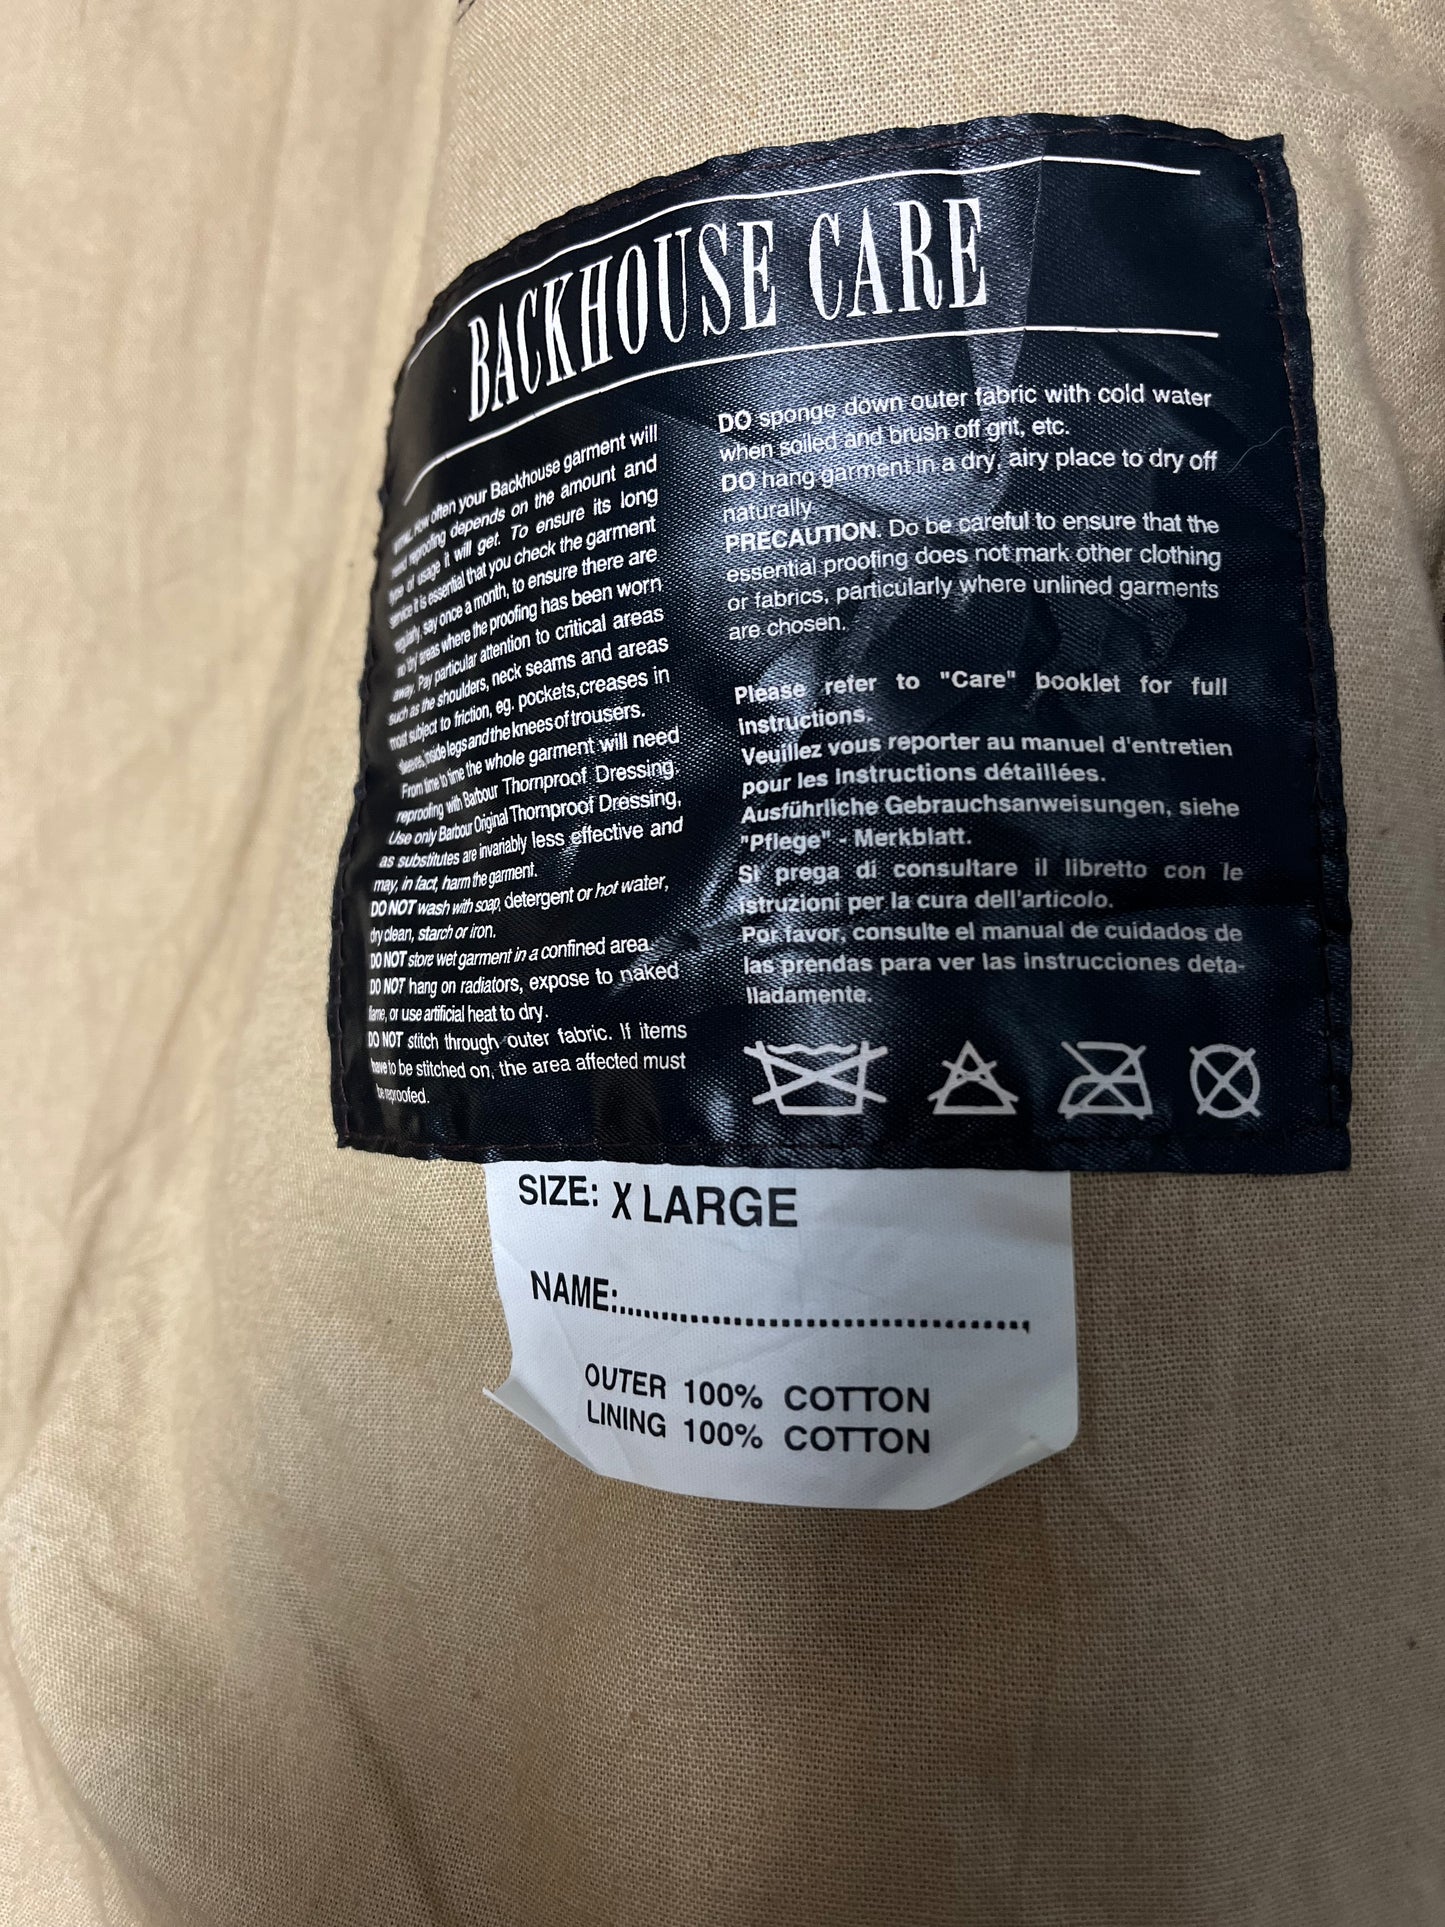 BACKHOUSE CARE
VITAL. How often your Backhouse garment will
need reproofing depends on the amount and
type of usage it will get. To ensure its long
service it is essential that you check the garment
regularly, say once a month, to ensure there are
no 'dry' areas where the proofing has been worn
away. Pay particular attention to critical areas
such as the shoulders, neck seams and areas
most subject to friction, eg. pockets,creases in
sleeves, inside legs and the knees of trousers.
From time to time the whole garment will need
reproofing with Barbour Thornproof Dressing.
Use only Barbour Original Thornproof Dressing,
as substitutes are invariably less effective and
may, in fact, harm the garment.
DO NOT wash with soap, detergent or hot water,
dry clean, starch or iron.
DO NOT store wet garment in a confined area.
DO NOT hang on radiators, expose to naked
flame, or use artificial heat to dry.
DO NOT stitch through outer fabric. If items
have to be stitched on, the area affected must
be reproofed.
DO sponge down outer fabric with cold water
when soiled and brush off grit, etc.
DO hang garment in a dry, airy place to dry off
naturally.
PRECAUTION. Do be careful to ensure that the
essential proofing does not mark other clothing
or fabrics, particularly where unlined garments
are chosen.
Please refer to "Care" booklet for full
instructions.
Veuillez vous reporter au manuel d'entretien
pour les instructions détaillées.
Ausführliche Gebrauchsanweisungen, siehe
"Pflege" - Merkblatt.
Si prega di consultare il libretto con le
istruzioni per la cura dell'articolo.
Por favor, consulte el manual de cuidados de
las prendas para ver las instrucciones deta-
lladamente.
SIZE: X LARGE
NAME:......................................
OUTER 100% COTTON
LINING 100% COTTON